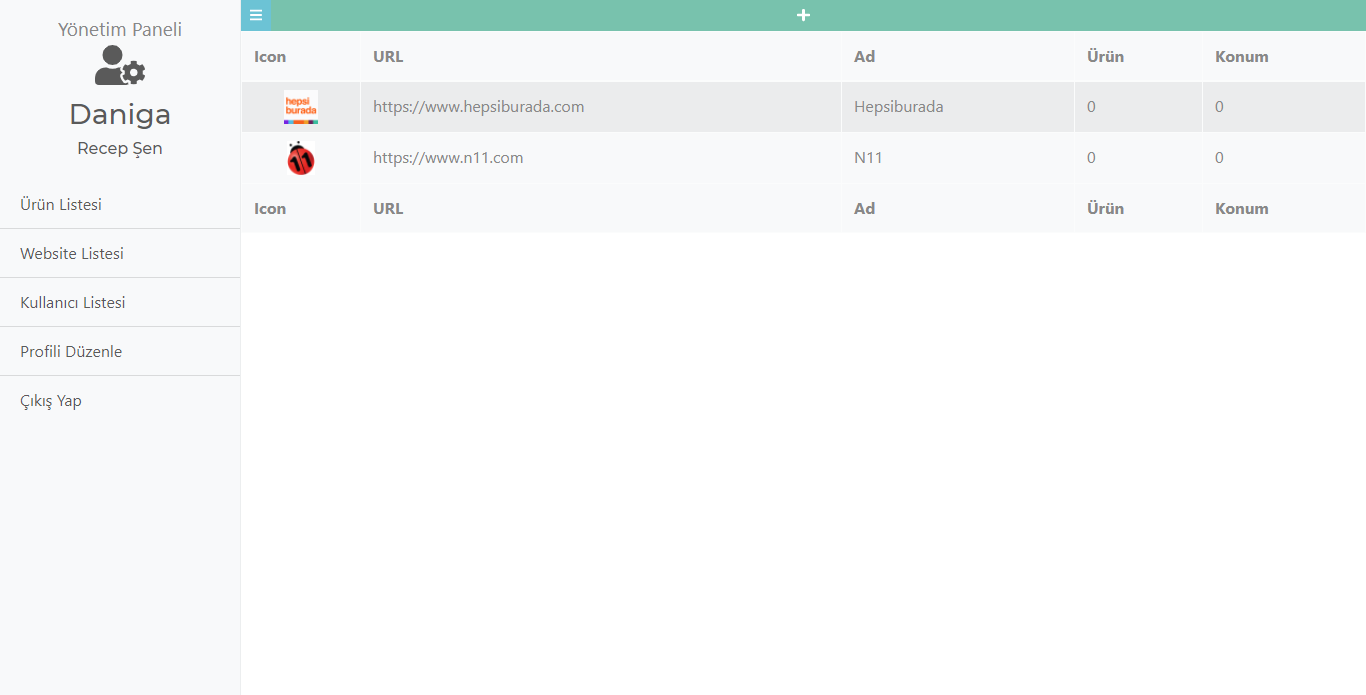 Yönetim Paneli
Daniga
Recep Şen
Ürün Listesi
Website Listesi
Kullanıcı Listesi
Profili Düzenle
Çıkış Yap
Icon URL Ad Ürün Konum
hepsi
burada
https://www.hepsiburada.com Hepsiburada 0 0
11
https://www.n11.com N11 0 0
Icon URL Ad Ürün Konum